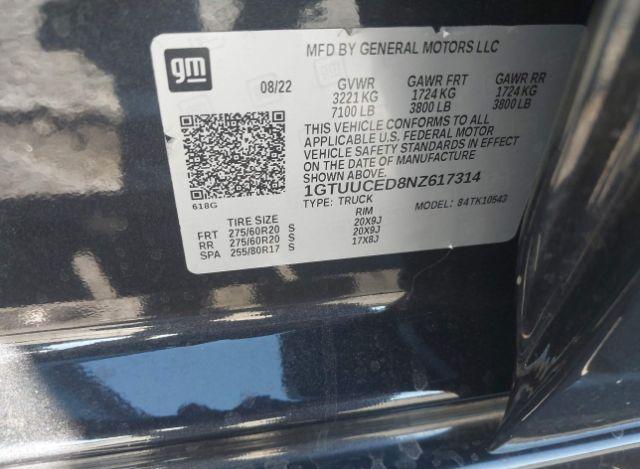 gm
MFD BY GENERAL MOTORS LLC
08/22 GVWR GAWR FRT GAWR RR
3221 KG 1724 KG 1724 KG
7100 LB 3800 LB 3800 LB
THIS VEHICLE CONFORMS TO ALL
APPLICABLE U.S. FEDERAL MOTOR
VEHICLE SAFETY STANDARDS IN EFFECT
ON THE DATE OF MANUFACTURE
SHOWN ABOVE.
1GTUUCED8NZ617314
618G
TYPE: TRUCK MODEL: 84TK10543
TIRE SIZE RIM
FRT 275/60R20 S 20X9J
RR 275/60R20 S 20X9J
SPA 255/80R17 S 17X8J